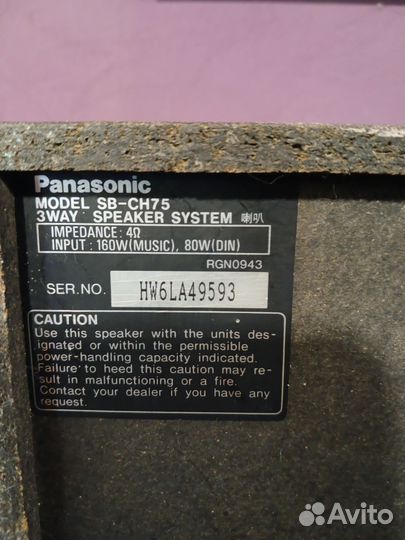 Panasonic
MODEL SB-CH75
3WAY SPEAKER SYSTEM 喇叭
IMPEDANCE: 4Ω
INPUT: 160W(MUSIC), 80W(DIN)
RGN0943
SER.NO. HW6LA49593
CAUTION
Use this speaker with the units des-
ignated or within the permissible
power-handling capacity indicated.
Failure to heed this caution may re-
sult in malfunctioning or a fire.
Contact your dealer if you have any
request.
Avito